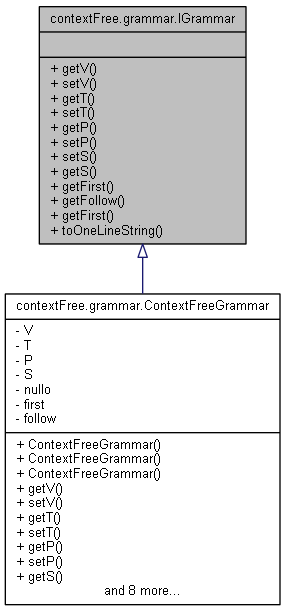 contextFree.grammar.IGrammar
+ getV()
+ setV()
+ getT()
+ setT()
+ getP()
+ setP()
+ setS()
+ getS()
+ getFirst()
+ getFollow()
+ getFirst()
+ toOneLineString()
contextFree.grammar.ContextFreeGrammar
- V
- T
- P
- S
- nullo
- first
- follow
+ ContextFreeGrammar()
+ ContextFreeGrammar()
+ ContextFreeGrammar()
+ getV()
+ setV()
+ getT()
+ setT()
+ getP()
+ setP()
+ getS()
and 8 more...